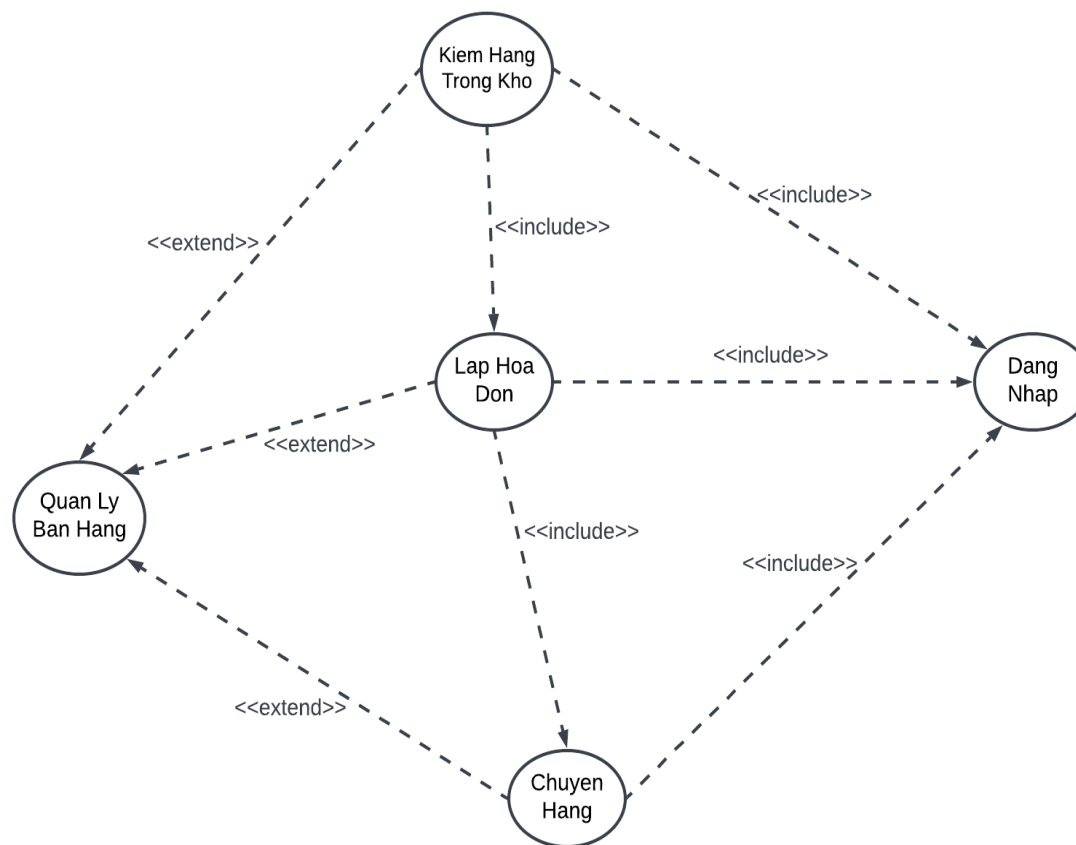 Kiem Hang
Trong Kho
<<include>>
<<include>>
<<extend>>
<<include>>
Lap Hoa
Don
Dang
Nhap
<<extend>>
Quan Ly
Ban Hang
<<include>>
<<include>>
<<extend>>
Chuyen
Hang